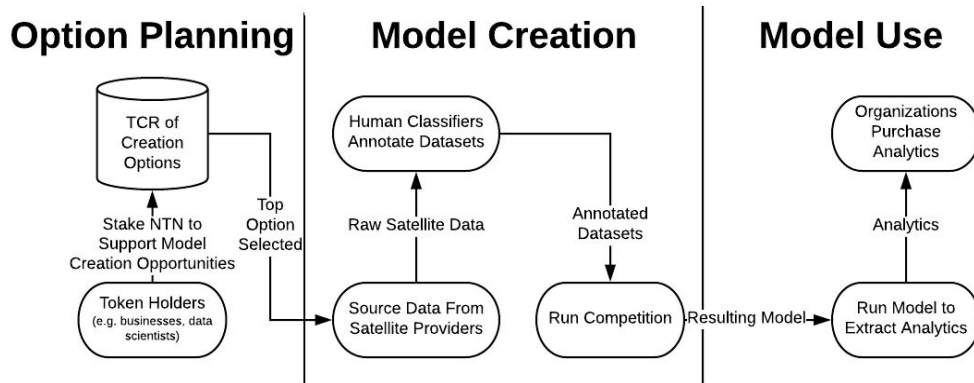 Option Planning
Model Creation
Model Use
TCR of
Creation
Options
Stake NTN to
Support Model
Creation Opportunities
Token Holders
(e.g. businesses, data
scientists)
Top
Option
Selected
Human Classifiers
Annotate Datasets
Raw Satellite Data
Source Data From
Satellite Providers
Annotated
Datasets
Run Competition
Resulting Model
Organizations
Purchase
Analytics
Analytics
Run Model to
Extract Analytics